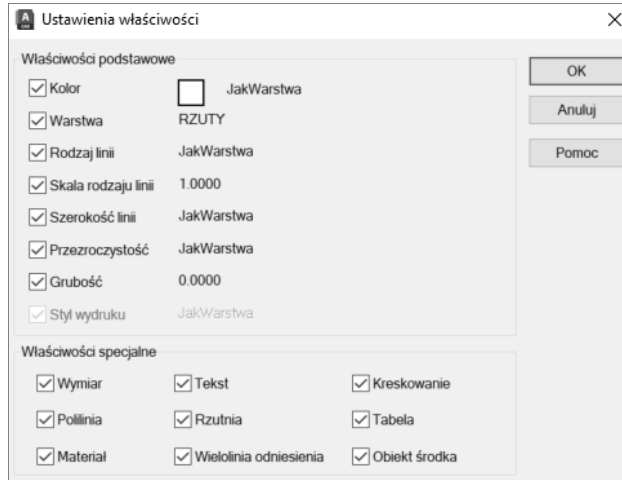 Ustawienia właściwości
Właściwości podstawowe
Kolor JakWarstwa
Warstwa RZUTY
Rodzaj linii JakWarstwa
Skala rodzaju linii 1.0000
Szerokość linii JakWarstwa
Przezroczystość JakWarstwa
Grubość 0.0000
Styl wydruku JakWarstwa
OK
Anuluj
Pomoc
Właściwości specjalne
Wymiar Tekst Kreskowanie
Polilinia Rzutnia Tabela
Materiał Wielolinia odniesienia Obiekt środka